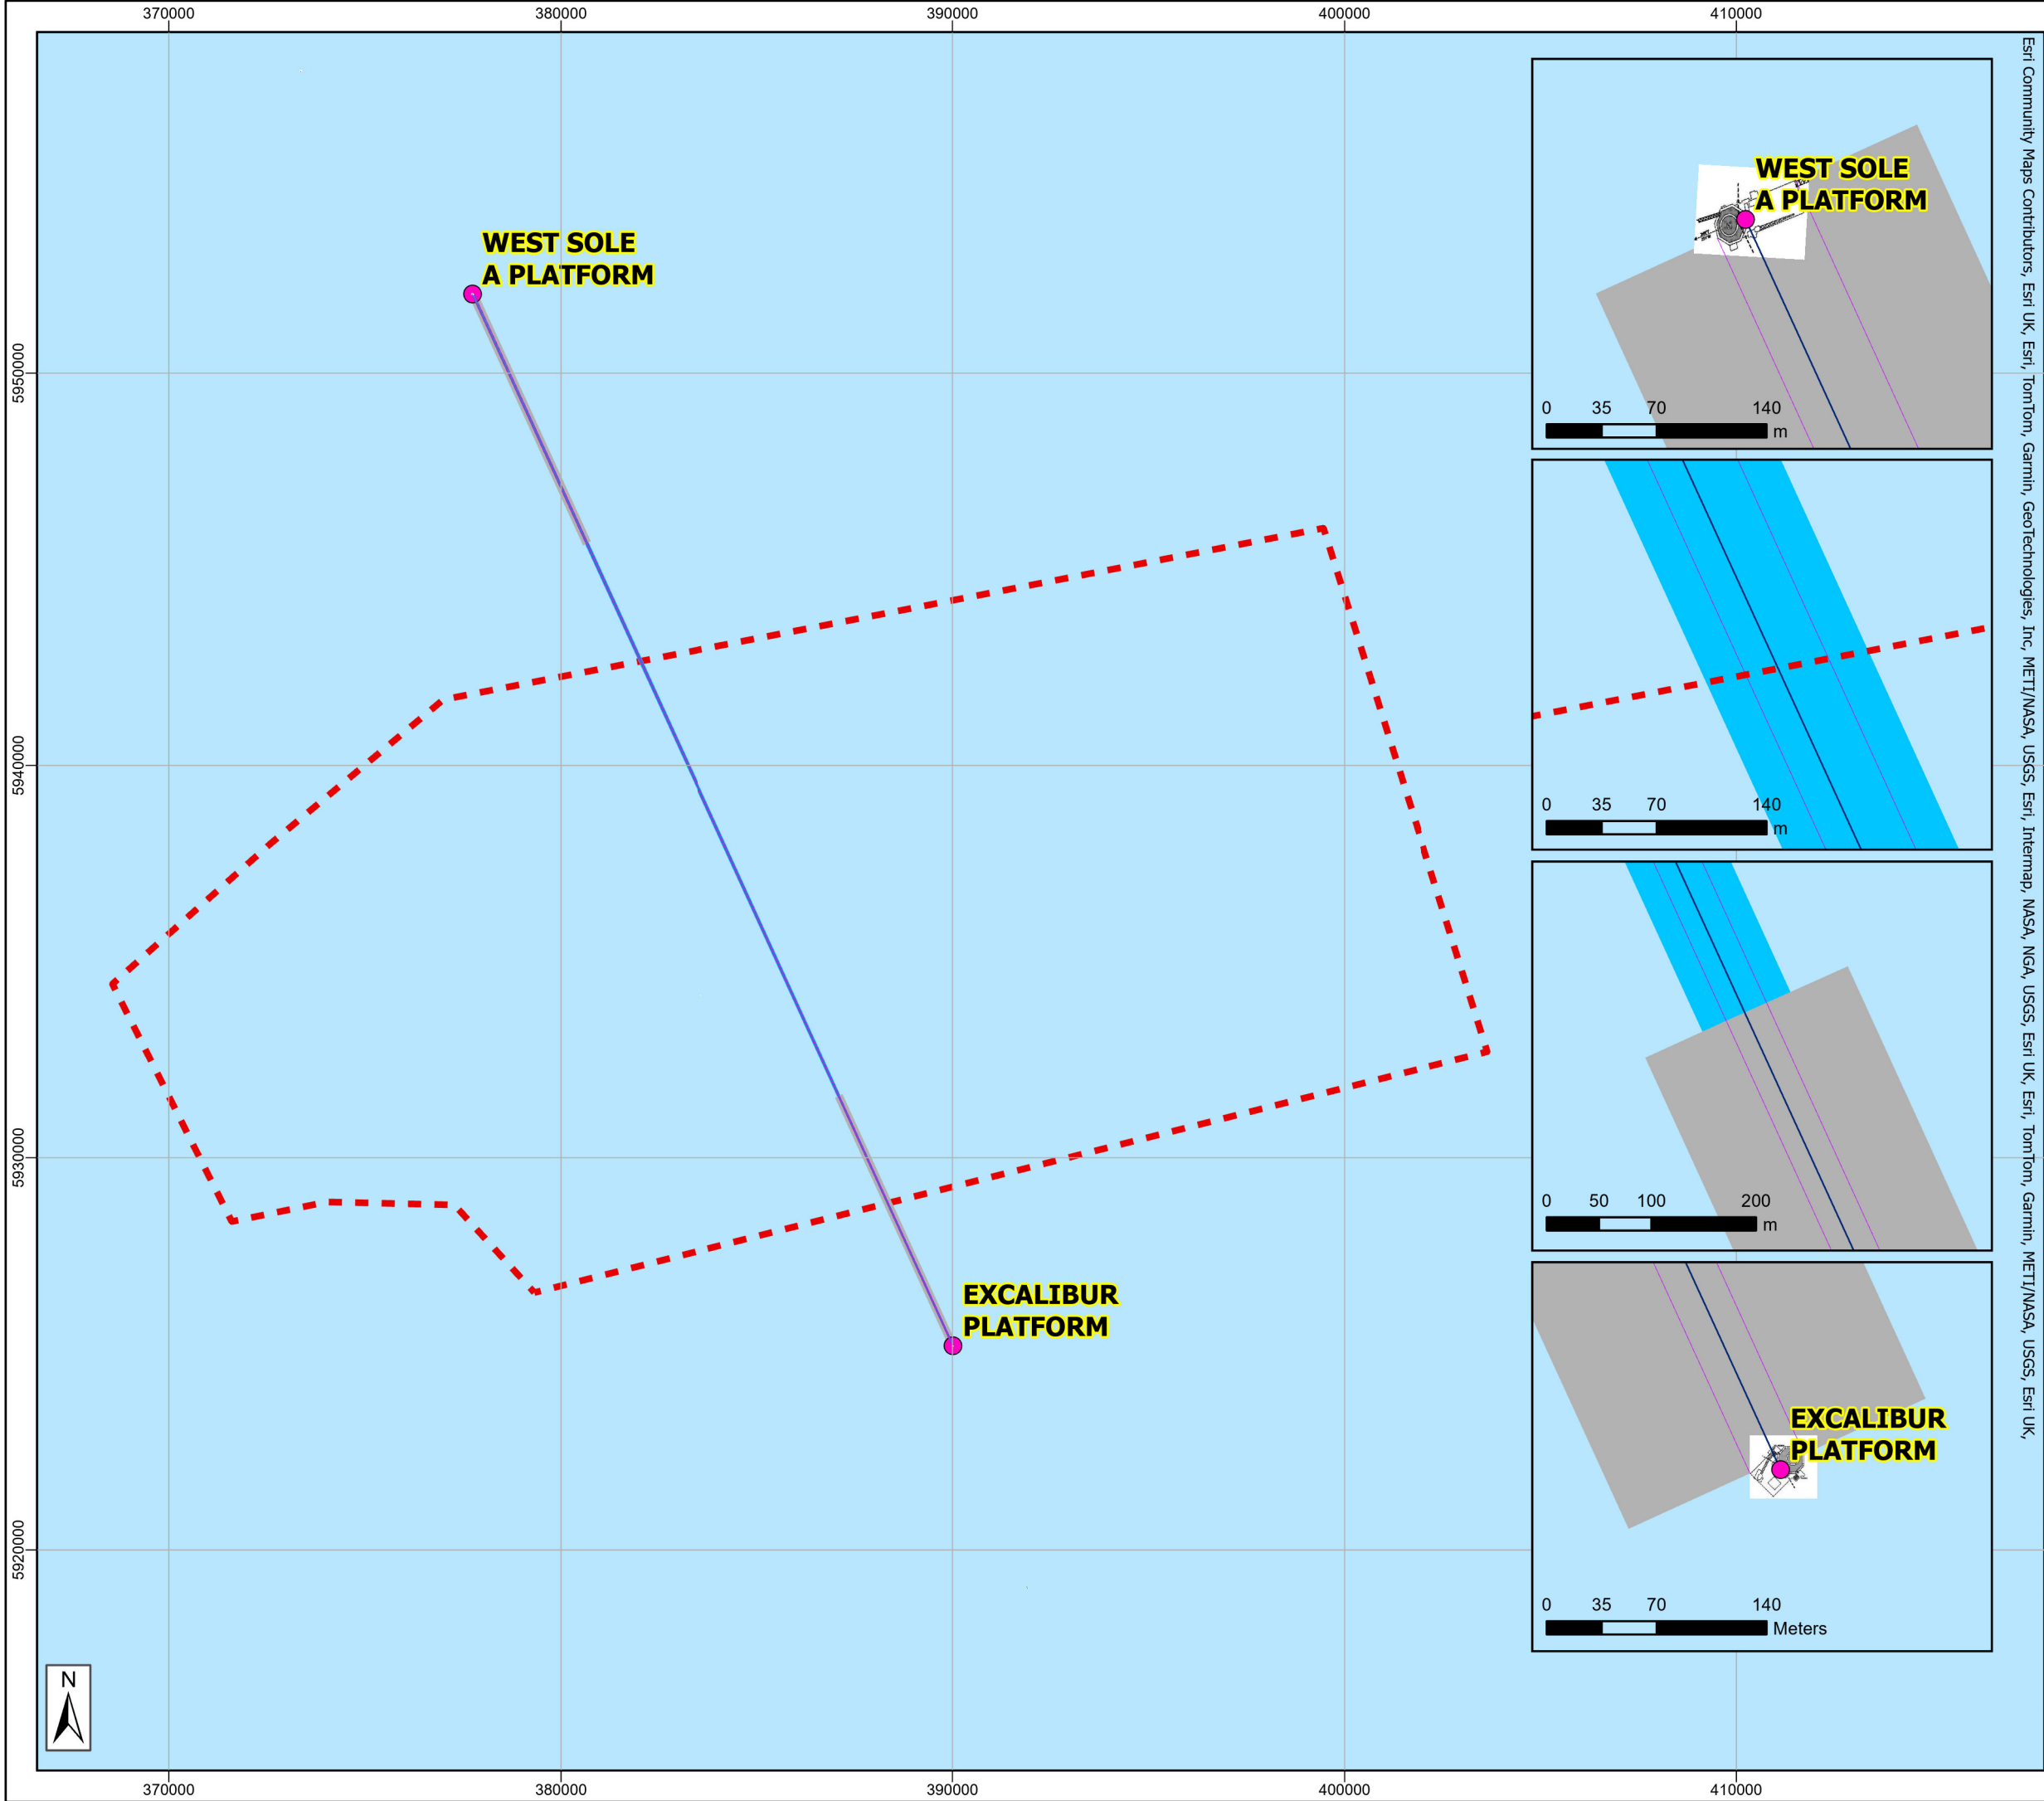 370000
380000
390000
400000
410000
5950000
5940000
5930000
5920000
WEST SOLE
A PLATFORM
EXCALIBUR
PLATFORM
N
WEST SOLE
A PLATFORM
0 35 70 140
m
0 35 70 140
m
0 50 100 200
m
EXCALIBUR
PLATFORM
0 35 70 140
Meters
Esri Community Maps Contributors, Esri UK, Esri, TomTom, Garmin, GeoTechnologies, Inc, METI/NASA, USGS, Esri, Intermap, NASA, NGA, USGS, Esri UK, Esri, TomTom, Garmin, METI/NASA, USGS, Esri UK,
370000
380000
390000
400000
410000